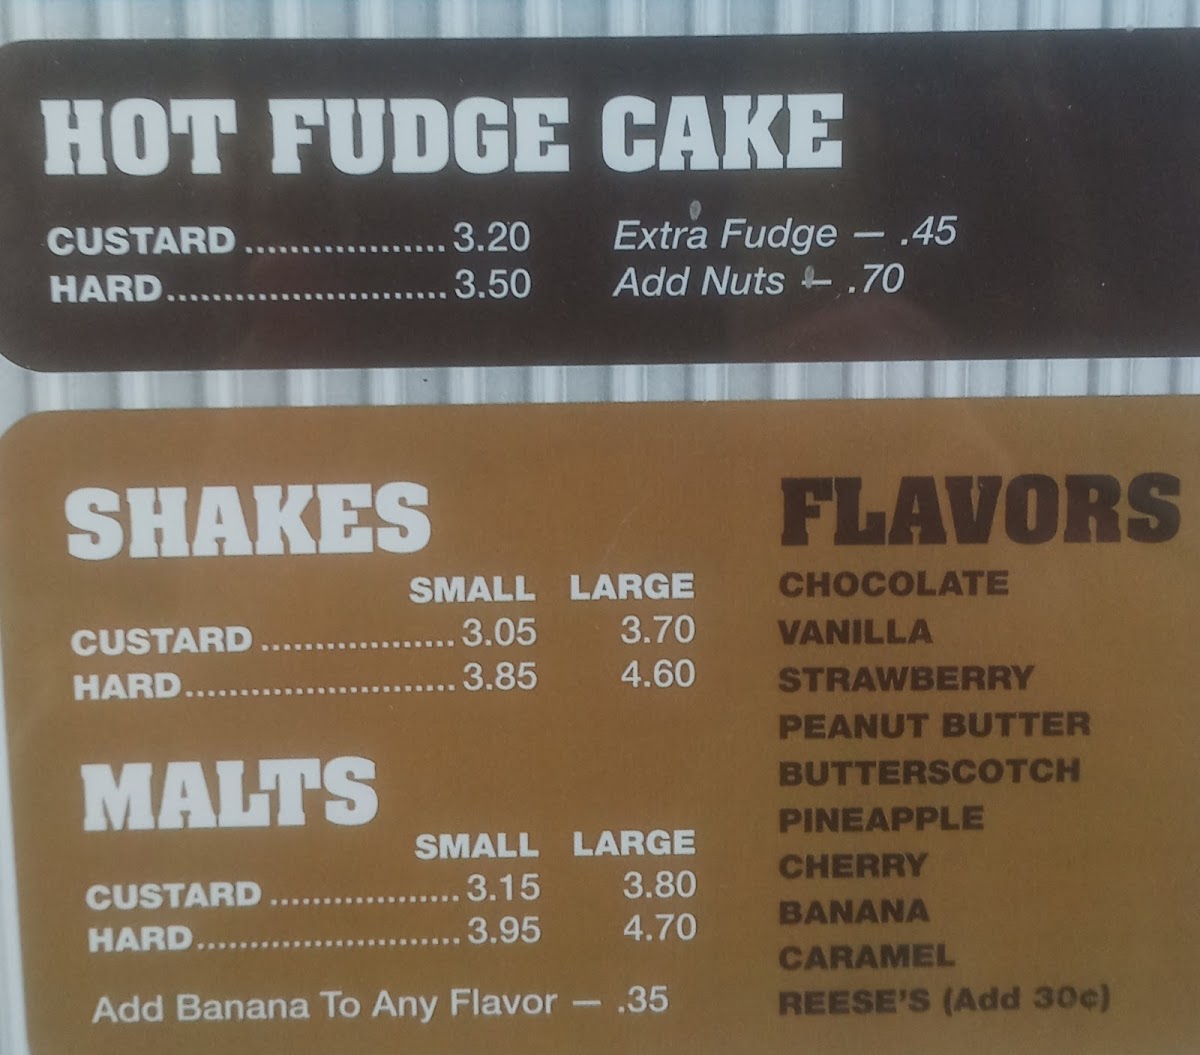 HOT FUDGE CAKE
CUSTARD .................. 3.20
HARD ......................... 3.50
Extra Fudge — .45
Add Nuts — .70
SHAKES
SMALL LARGE
CUSTARD .................. 3.05 3.70
HARD ......................... 3.85 4.60
MALTS
SMALL LARGE
CUSTARD .................. 3.15 3.80
HARD ......................... 3.95 4.70
Add Banana To Any Flavor — .35
FLAVORS
CHOCOLATE
VANILLA
STRAWBERRY
PEANUT BUTTER
BUTTERSCOTCH
PINEAPPLE
CHERRY
BANANA
CARAMEL
REESE'S (Add 30¢)